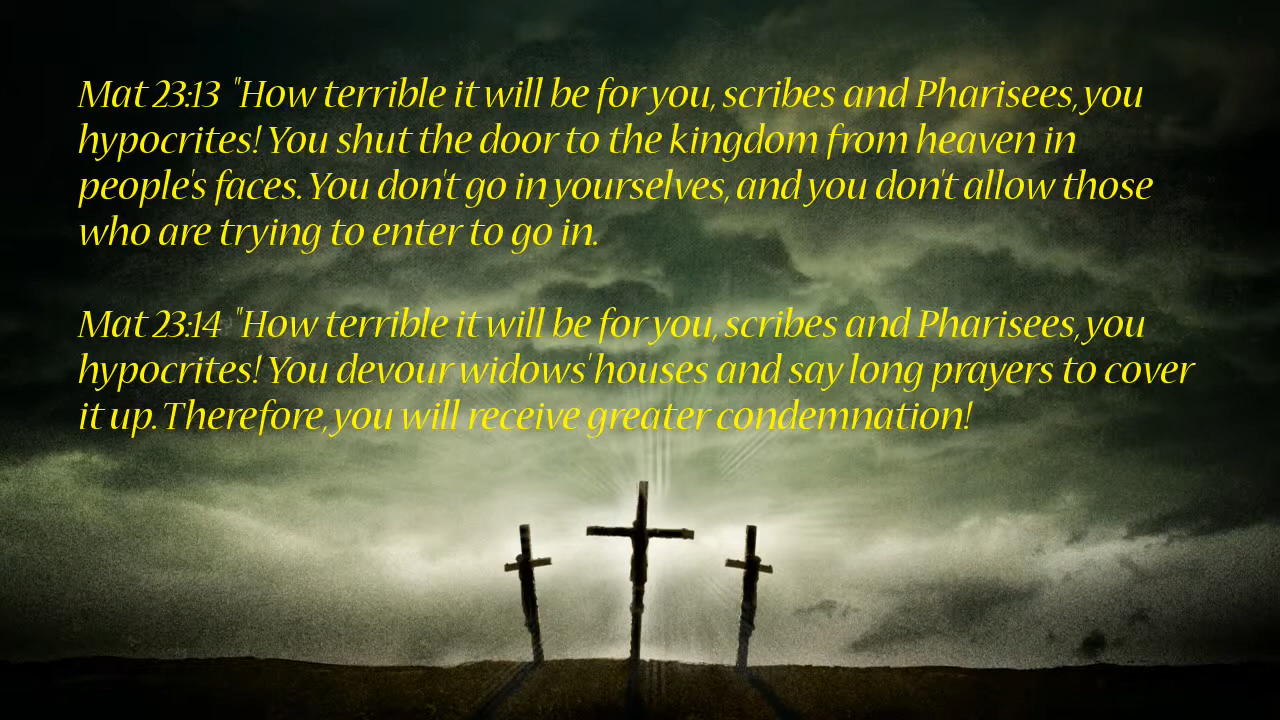 Mat 23:13 "How terrible it will be for you, scribes and Pharisees, you
hypocrites! You shut the door to the kingdom from heaven in
people's faces. You don't go in yourselves, and you don't allow those
who are trying to enter to go in.
Mat 23:14 "How terrible it will be for you, scribes and Pharisees, you
hypocrites! You devour widows' houses and say long prayers to cover
it up. Therefore, you will receive greater condemnation!